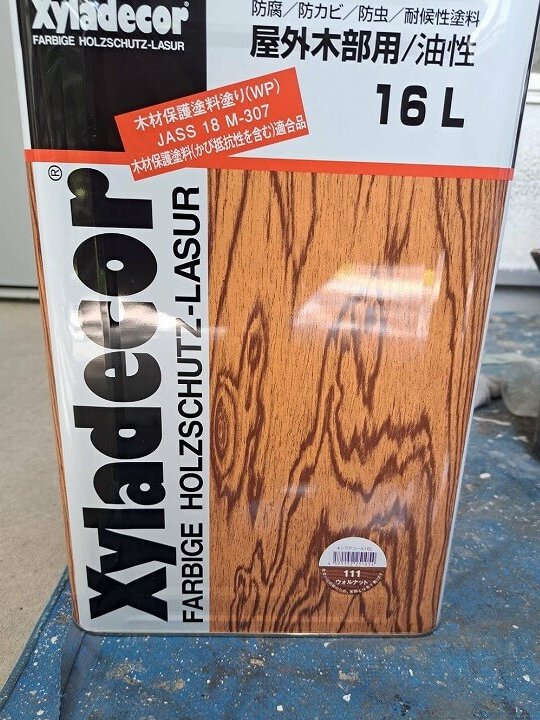 xyladecor®
FARBIGE HOLZSCHUTZ-LASUR
防腐/防カビ/防虫/耐候性塗料
屋外木部用/油性
16L
木材保護塗料塗り(WP)
JASS 18 M-307
木材保護塗料(かび抵抗性を含む)適合品
xyladecor®
FARBIGE HOLZSCHUTZ-LASUR
111
ウォルナット